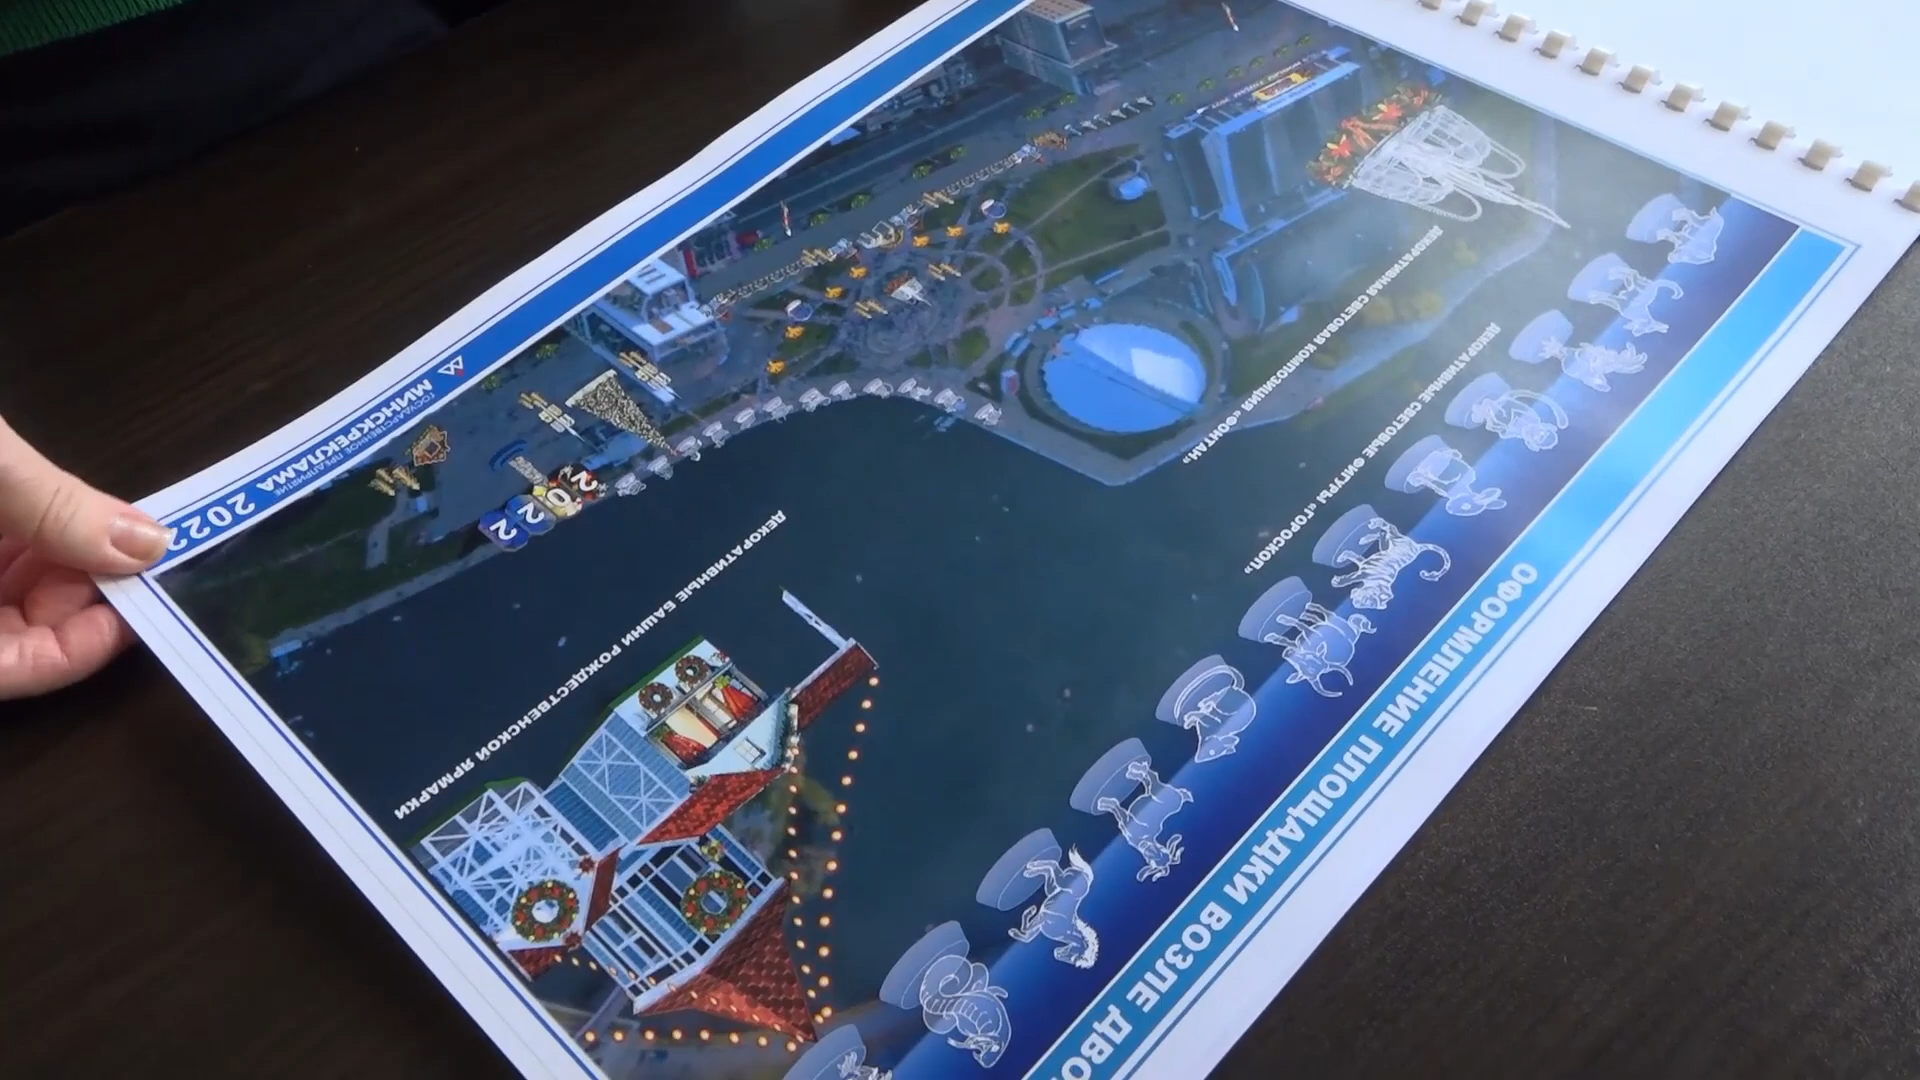 ОФОРМЛЕНИЕ ПЛОЩАДКИ ВОЗЛЕ ДВО
ДЕКОРАТИВНЫЕ СВЕТОВЫЕ ФИГУРЫ «ГОРОСКОП»
ДЕКОРАТИВНАЯ СВЕТОВАЯ КОМПОЗИЦИЯ «ФОНТАН»
ДЕКОРАТИВНЫЕ БАШНИ РОЖДЕСТВЕНСКОЙ ЯРМАРКИ
2022
ГОСУДАРСТВЕННОЕ ПРЕДПРИЯТИЕ
МИНСКРЕКЛАМА 2022